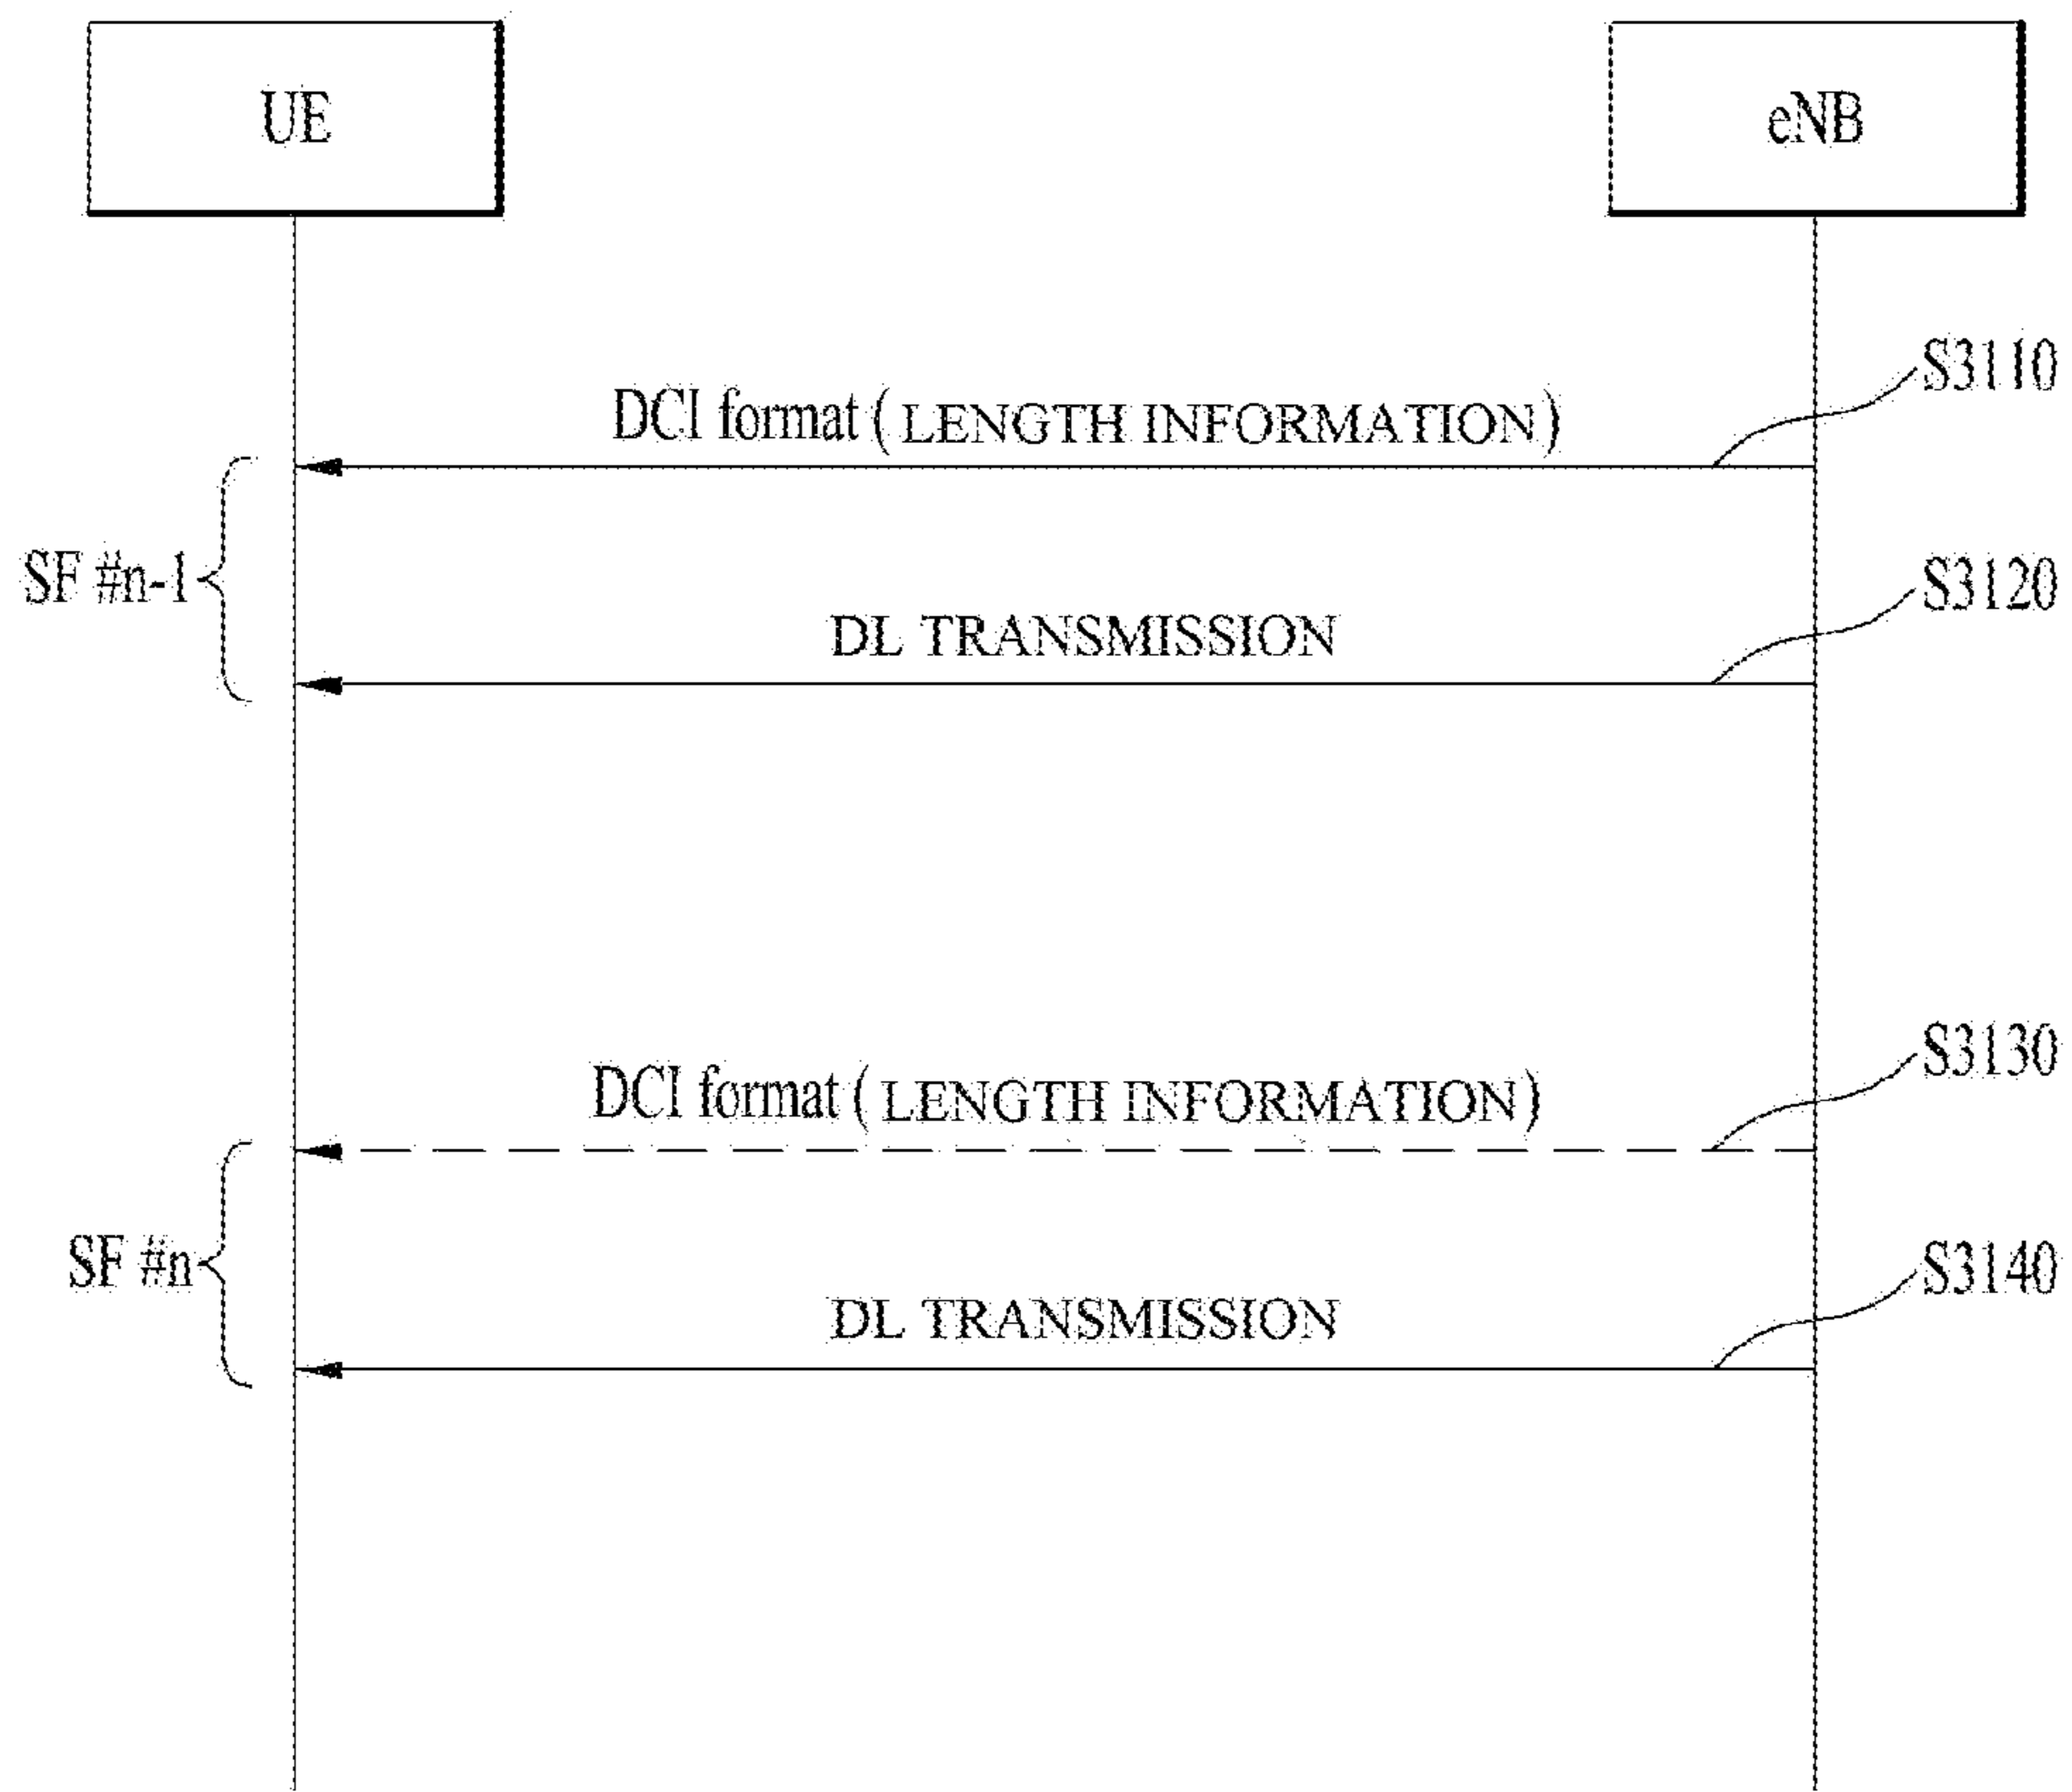 UE
eNB
S3110
DCI format ( LENGTH INFORMATION )
SF #n-1
S3120
DL TRANSMISSION
S3130
DCI format ( LENGTH INFORMATION )
SF #n
S3140
DL TRANSMISSION